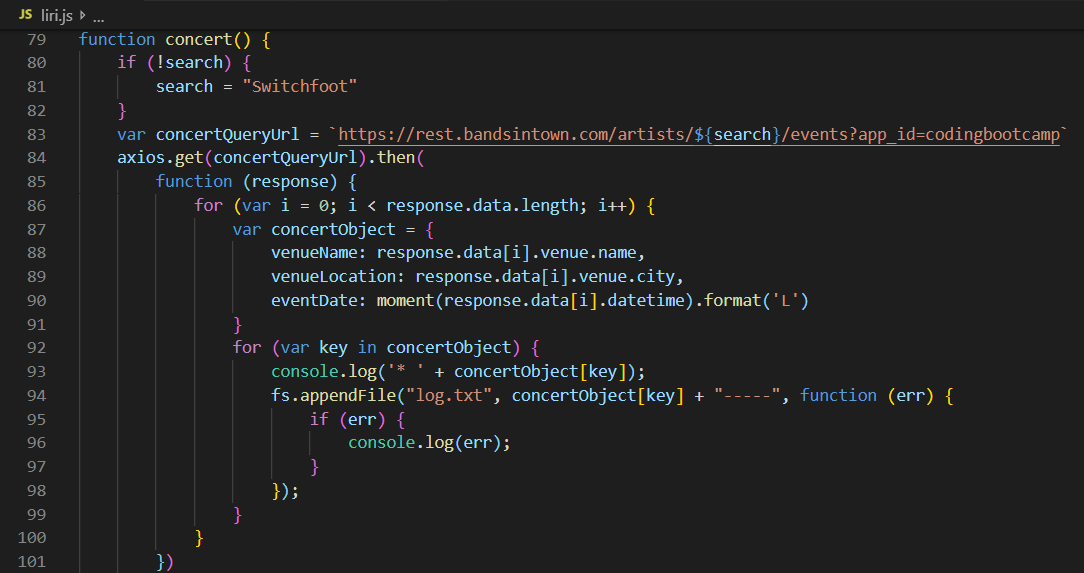 JS liri.js ▷ ...
79 function concert() {
80 if (!search) {
81 search = "Switchfoot"
82 }
83 var concertQueryUrl = `https://rest.bandsintown.com/artists/${search}/events?app_id=codingbootcamp`
84 axios.get(concertQueryUrl).then(
85 function (response) {
86 for (var i = 0; i < response.data.length; i++) {
87 var concertObject = {
88 venueName: response.data[i].venue.name,
89 venueLocation: response.data[i].venue.city,
90 eventDate: moment(response.data[i].datetime).format('L')
91 }
92 for (var key in concertObject) {
93 console.log('* ' + concertObject[key]);
94 fs.appendFile("log.txt", concertObject[key] + "-----", function (err) {
95 if (err) {
96 console.log(err);
97 }
98 });
99 }
100 }
101 })